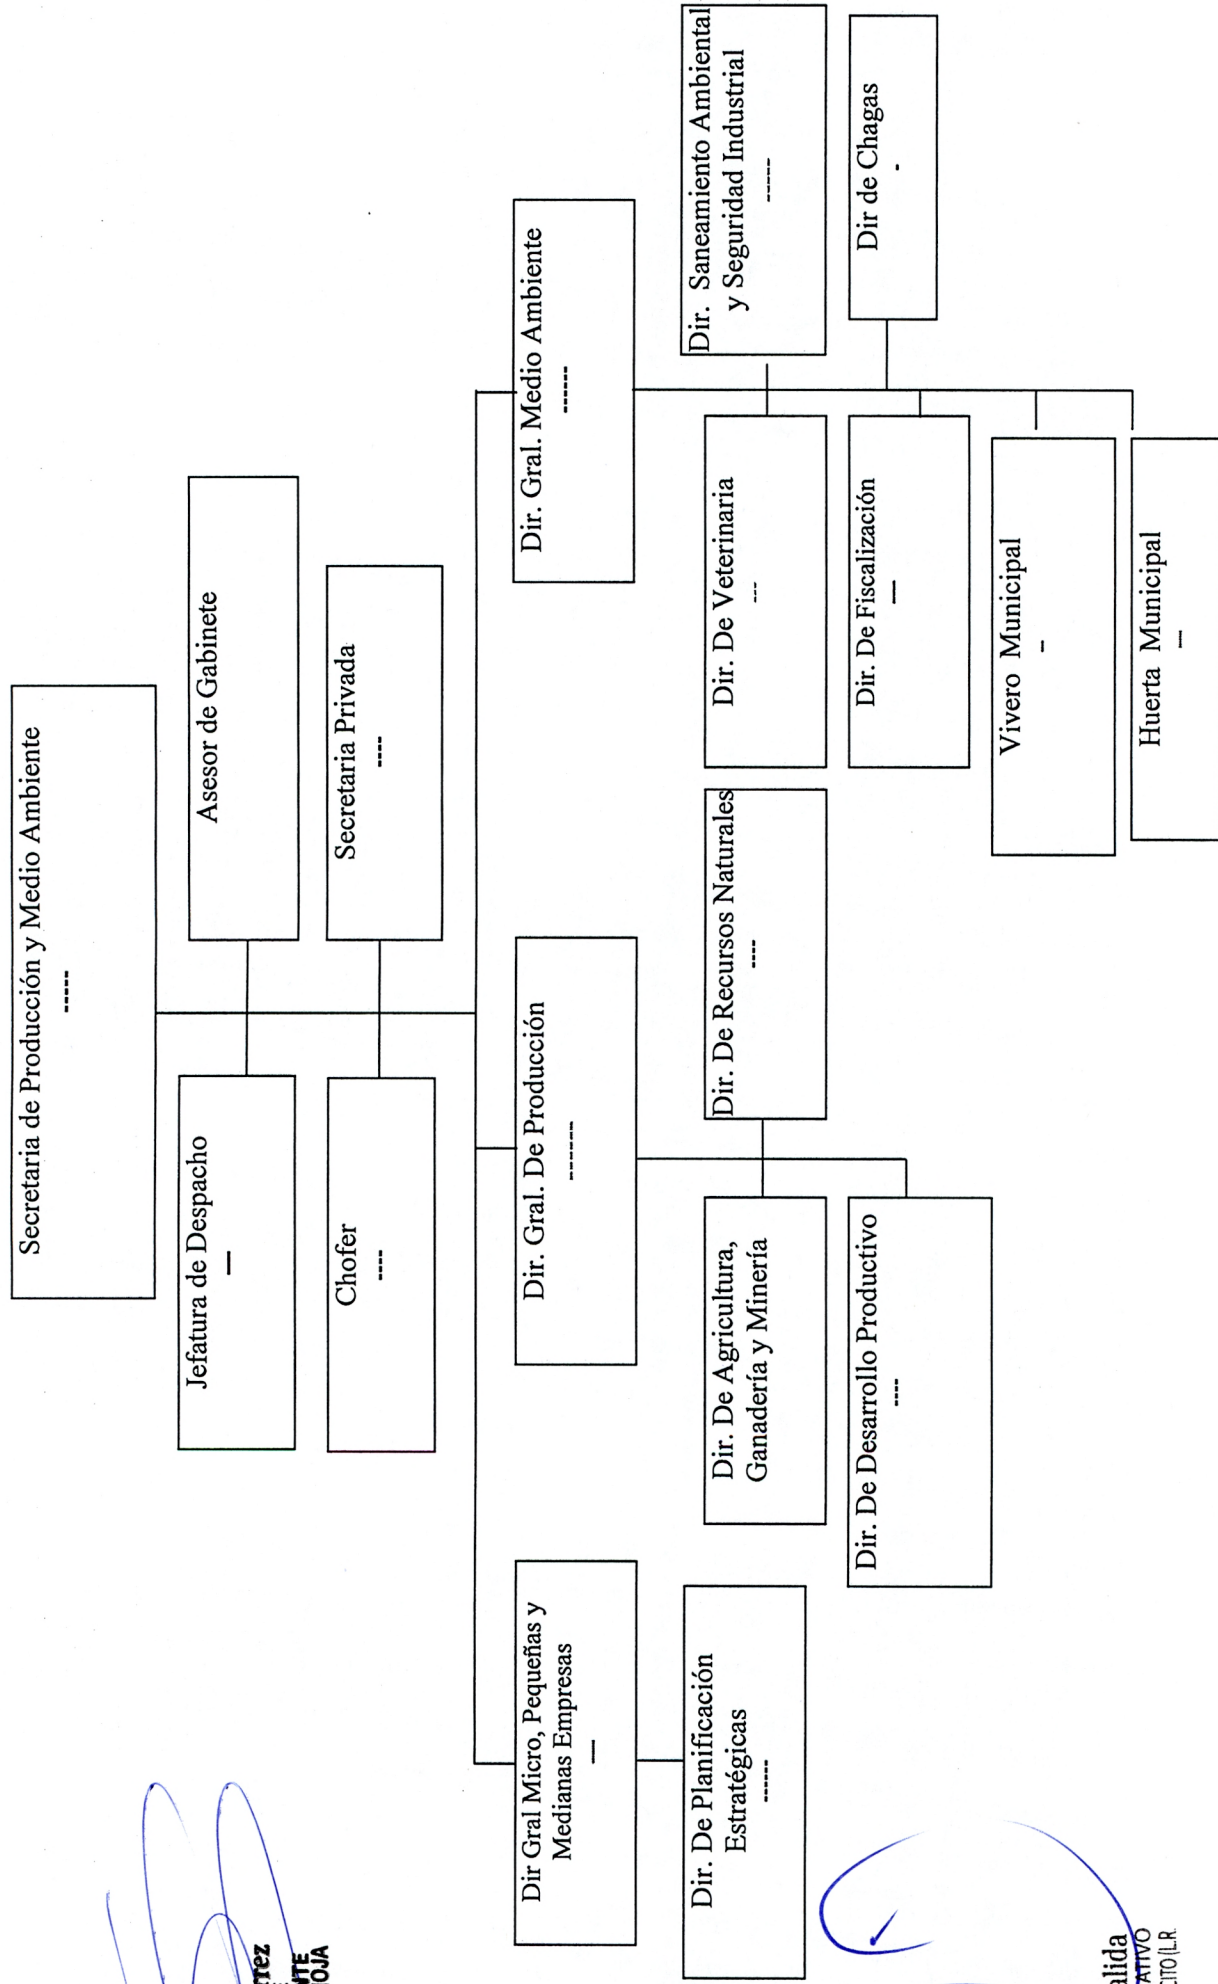 Secretaria de Producción y Medio Ambiente
-----
Jefatura de Despacho
—
Asesor de Gabinete
Chofer
----
Secretaria Privada
----
Dir Gral Micro, Pequeñas y
Medianas Empresas
—
Dir. Gral. De Producción
------
Dir. Gral. Medio Ambiente
------
Dir. De Planificación
Estratégicas
------
Dir. De Agricultura,
Ganadería y Minería
Dir. De Recursos Naturales
----
Dir. De Desarrollo Productivo
----
Dir. De Veterinaria
---
Dir. Saneamiento Ambiental
y Seguridad Industrial
-----
Dir. De Fiscalización
—
Dir de Chagas
-
Vivero Municipal
–
Huerta Municipal
—